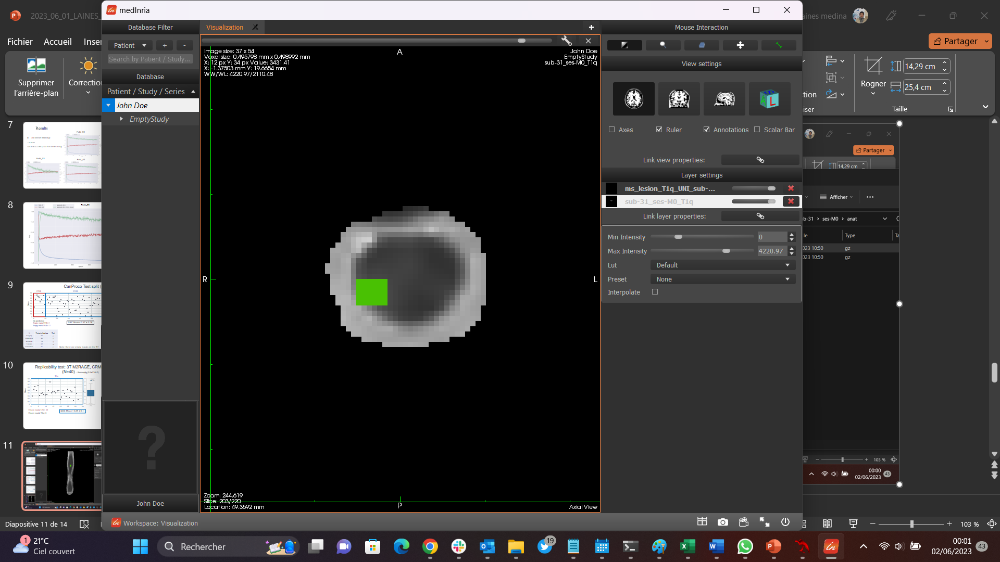 2023_06_01_LAINES_
medInria
aines medina
Fichier
Accueil
Inser
Partager
Supprimer
l'arrière-plan
Correctio
Rogner
14,29 cm
25,4 cm
tion
iser
Taille
Database Filter
Patient
+
-
Search by Patient / Study...
Database
Patient / Study / Series
John Doe
EmptyStudy
John Doe
Visualization
+
Image size: 37 x 54
Voxel size: 0.495798 mm x 0.498992 mm
X: 12 px Y: 34 px Value: 3431.41
X: -1.37503 mm Y: 19.6654 mm
WW/WL: 4220.97/2110.48
A
John Doe
EmptyStudy
sub-31_ses-M0_T1q
R
L
Zoom: 244.619
Slice: 203/220
Location: 49.3592 mm
P
Axial View
Mouse Interaction
View settings
Axes
Ruler
Annotations
Scalar Bar
Link view properties:
Layer settings
ms_lesion_T1q_UNI_sub-...
sub-31_ses-M0_T1q
Link layer properties:
Min Intensity
0
Max Intensity
4220.97
Lut
Default
Preset
None
Interpolate
Workspace: Visualization
7
Results
8
9
CanProco Test split (
10
Replicability test: 3T M2RAGE, CRM
(N=40)
11
Partager
14,29 cm
Afficher
b-31 > ses-M0 > anat
le
Type
Ta
023 10:50
gz
023 10:50
gz
103 %
00:00
02/06/2023
43
Diapositive 11 de 14
103 %
1
21°C
Ciel couvert
Rechercher
19
00:01
02/06/2023
43